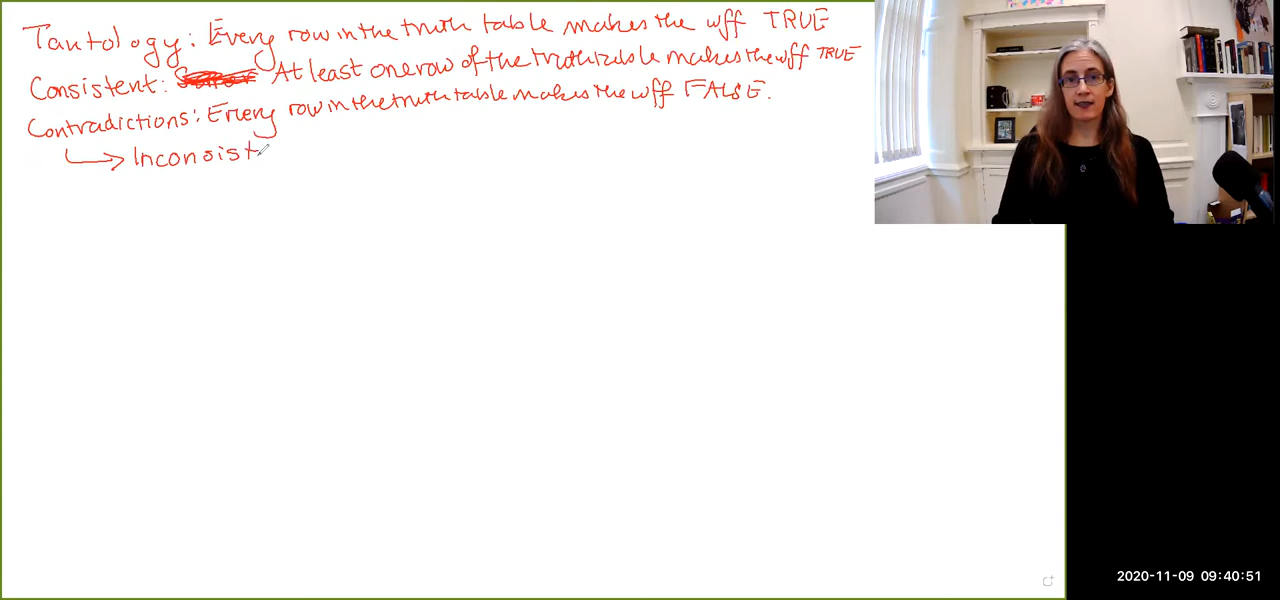 Tautology: Every row in the truth table makes the wff TRUE
Consistent: At least one row of the truth table makes the wff TRUE
Contradictions: Every row in the truth table makes the wff FALSE.
Inconsist
2020-11-09 09:40:51